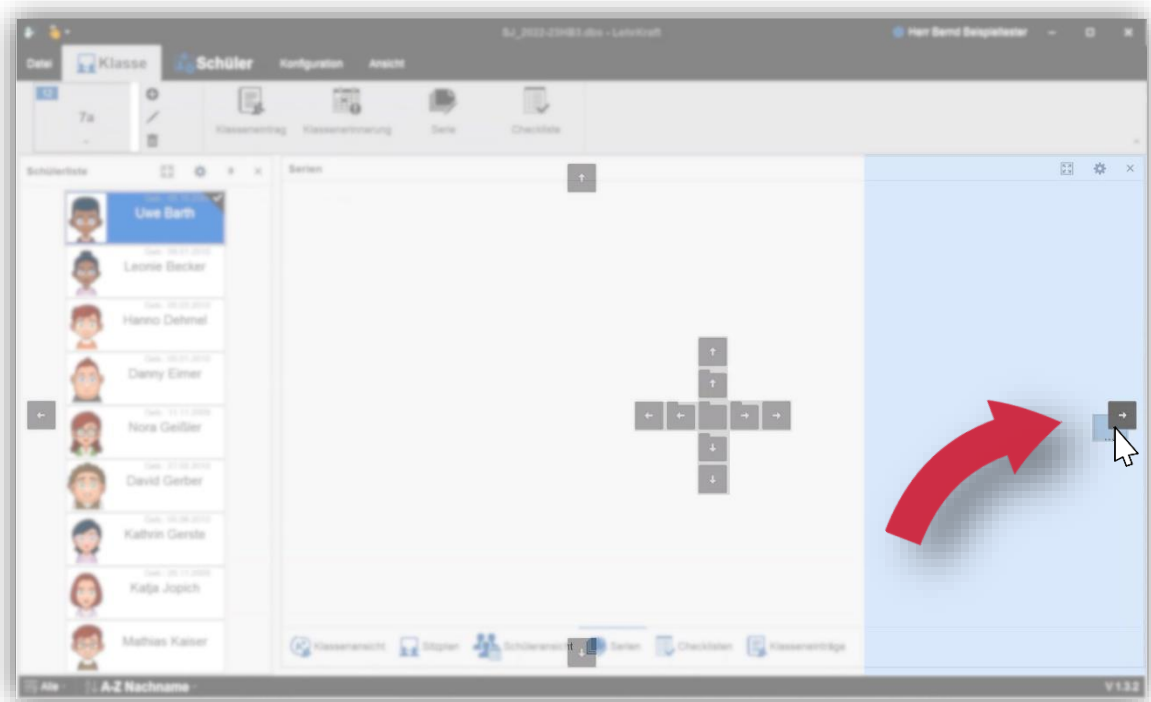 Herr Bernd Beispieltester
Datei Klasse Schüler Konfiguration Ansicht
7a
Klasseneintrag Klassenerinnerung Serie Checkliste
Schülerliste
Serien
Uwe Barth
Leonie Becker
Hanno Dehmel
Danny Eimer
Nora Geißler
David Gerber
Kathrin Gerste
Katja Jopich
Mathias Kaiser
Klassenansicht Sitzplan Schüleransicht Serien Checklisten Klasseneinträge
Alle A-Z Nachname V 1.3.2